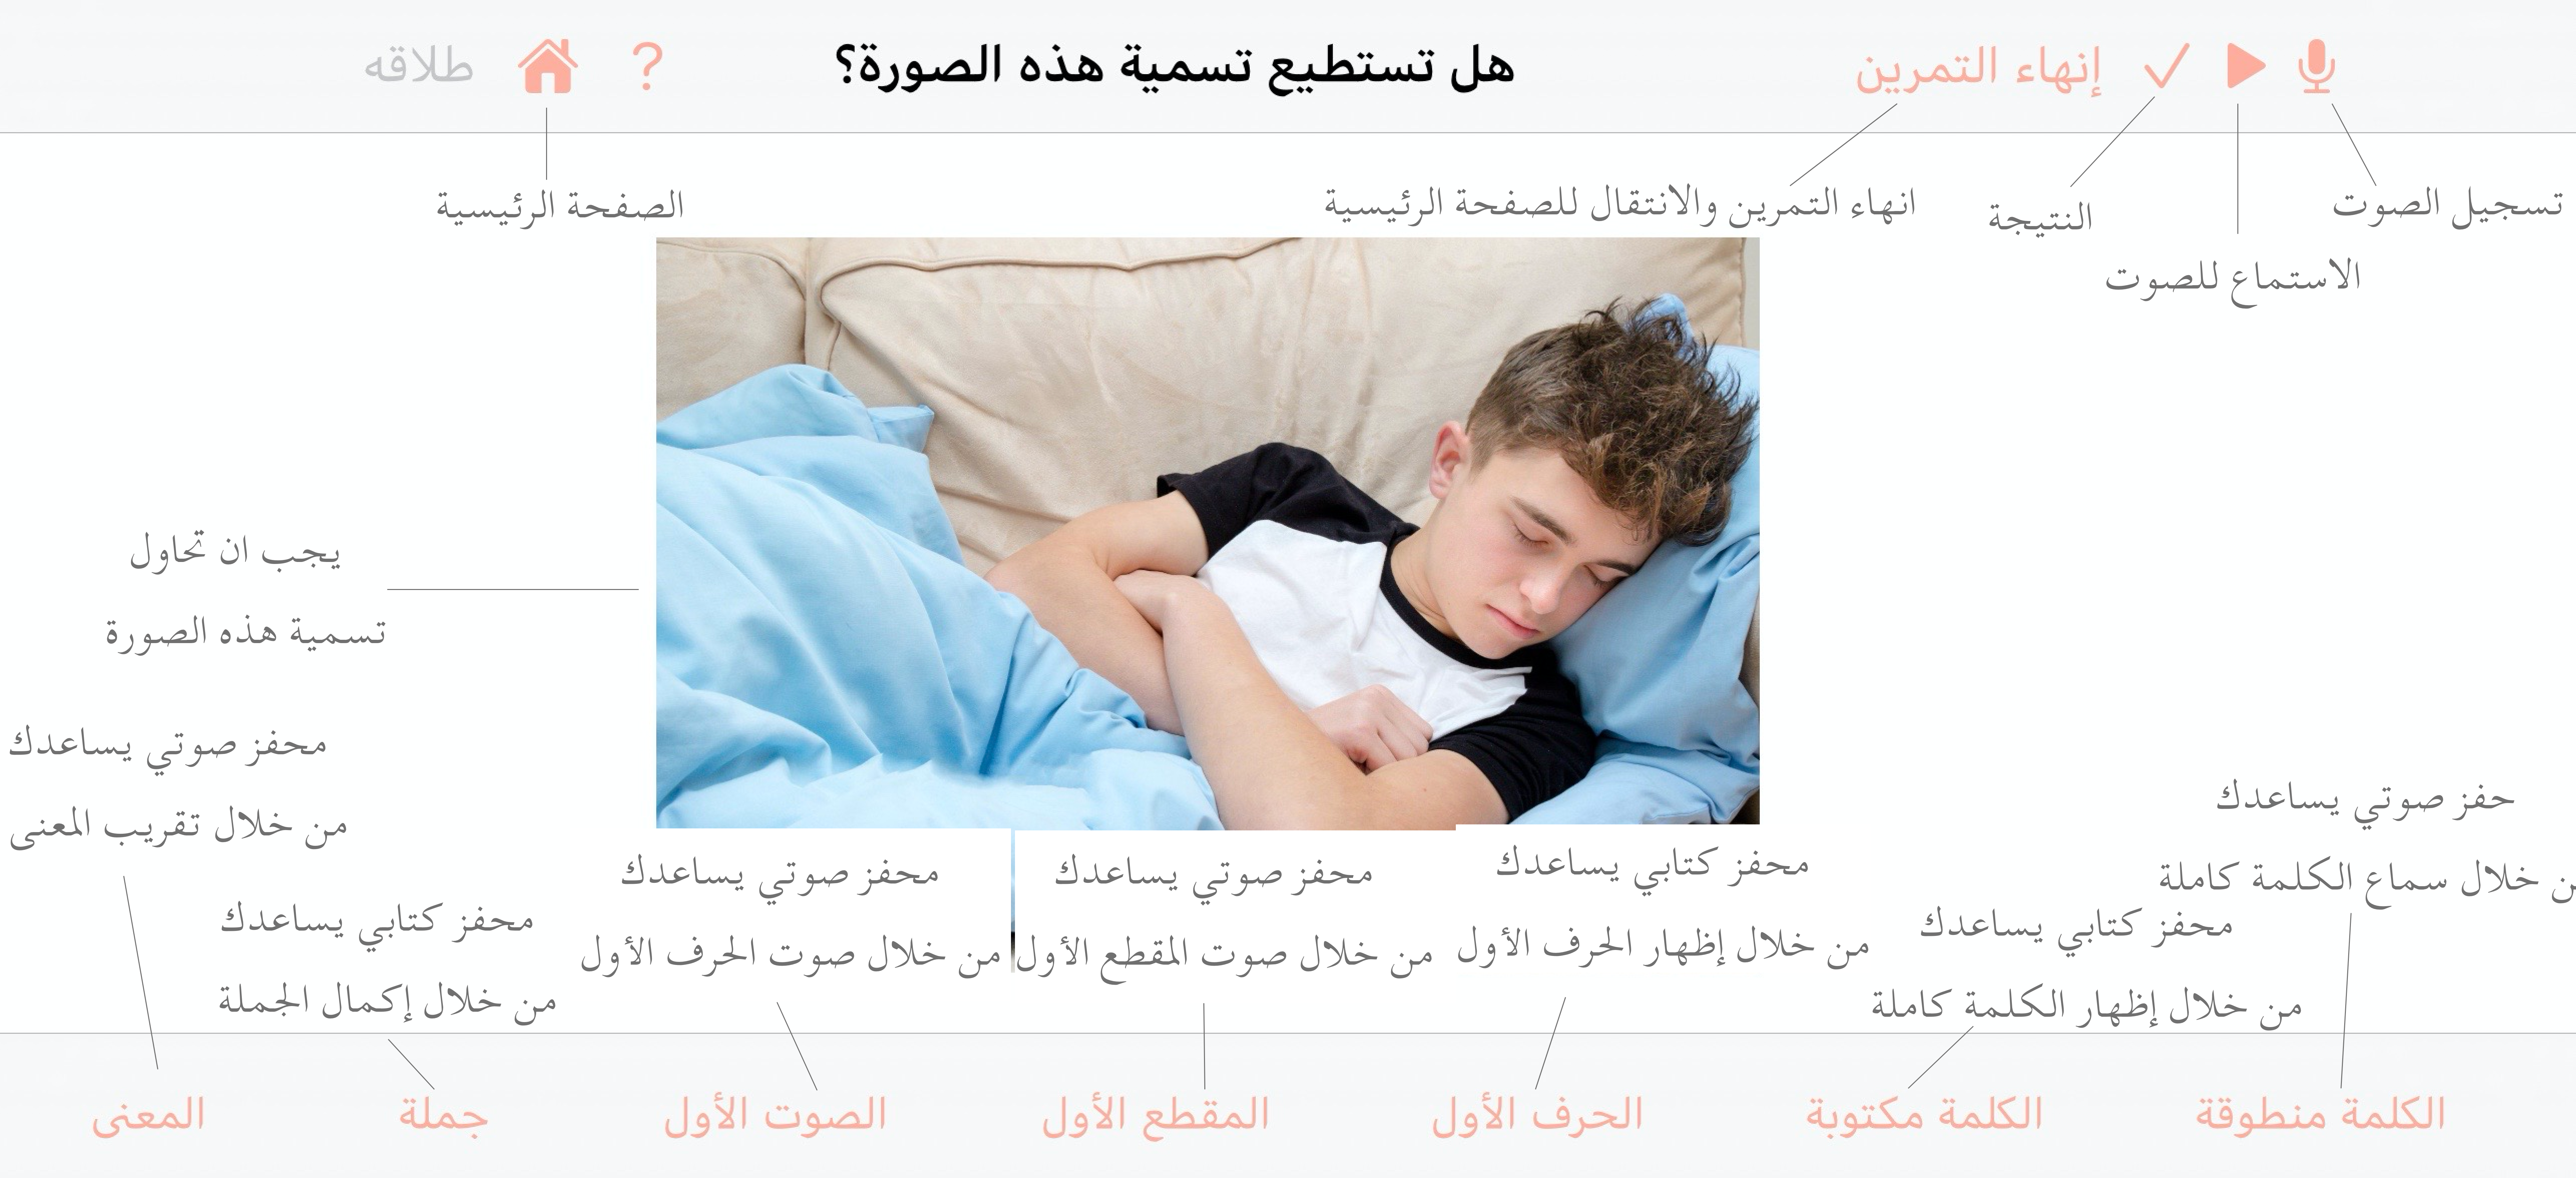 إنهاء التمرين
هل تستطيع تسمية هذه الصورة؟
?
طلاقه
تسجيل الصوت
الاستماع للصوت
النتيجة
انهاء التمرين والانتقال للصفحة الرئيسية
الصفحة الرئيسية
يجب ان تحاول
تسمية هذه الصورة
حفز صوتي يساعدك
ن خلال سماع الكلمة كاملة
محفز كتابي يساعدك
من خلال إظهار الكلمة كاملة
محفز كتابي يساعدك
من خلال إظهار الحرف الأول
محفز صوتي يساعدك
من خلال صوت المقطع الأول
محفز صوتي يساعدك
من خلال صوت الحرف الأول
محفز كتابي يساعدك
من خلال إكمال الجملة
محفز صوتي يساعدك
من خلال تقريب المعنى
الكلمة منطوقة
الكلمة مكتوبة
الحرف الأول
المقطع الأول
الصوت الأول
جملة
المعنى